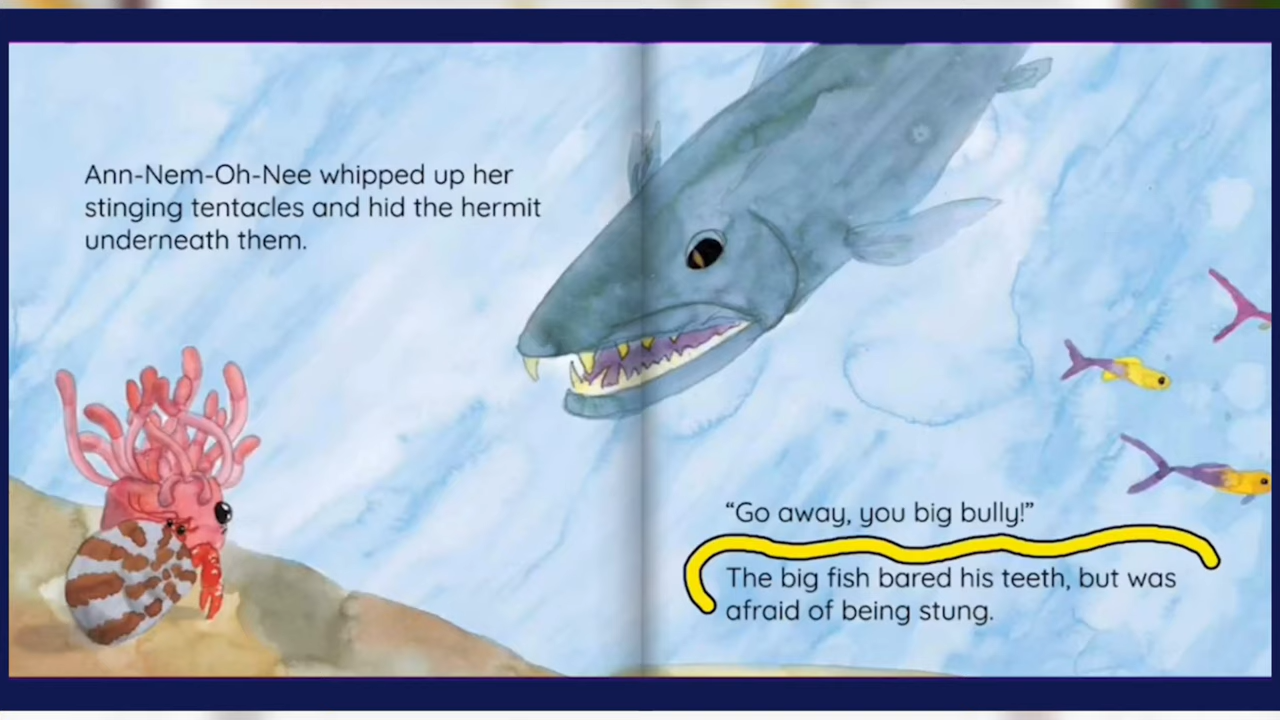 Ann-Nem-Oh-Nee whipped up her
stinging tentacles and hid the hermit
underneath them.
“Go away, you big bully!”
The big fish bared his teeth, but was
afraid of being stung.